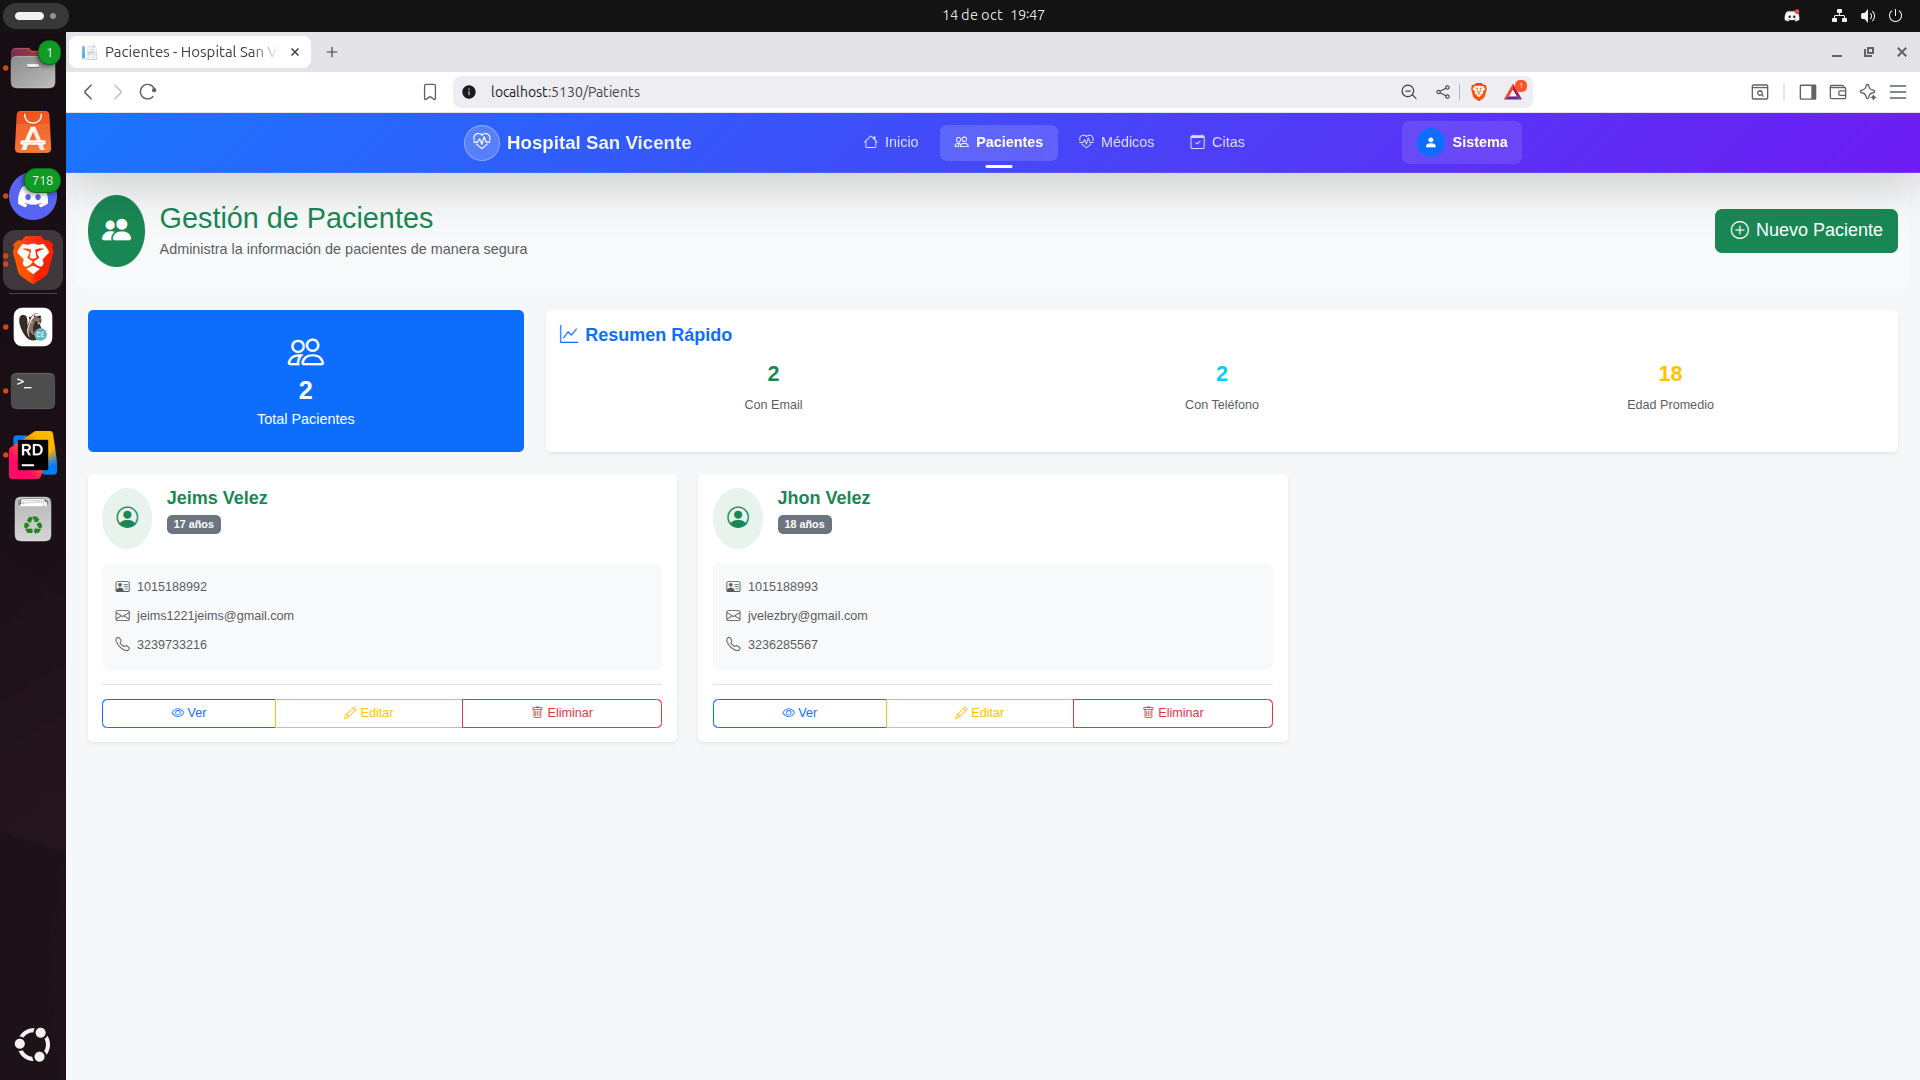 14 de oct 19:47
1
Pacientes - Hospital San V
localhost:5130/Patients
1
718
Hospital San Vicente
Inicio
Pacientes
Médicos
Citas
Sistema
Gestión de Pacientes
Administra la información de pacientes de manera segura
Nuevo Paciente
2
Total Pacientes
Resumen Rápido
2
Con Email
2
Con Teléfono
18
Edad Promedio
Jeims Velez
17 años
1015188992
jeims1221jeims@gmail.com
3239733216
Ver
Editar
Eliminar
Jhon Velez
18 años
1015188993
jvelezbry@gmail.com
3236285567
Ver
Editar
Eliminar
>_
RD